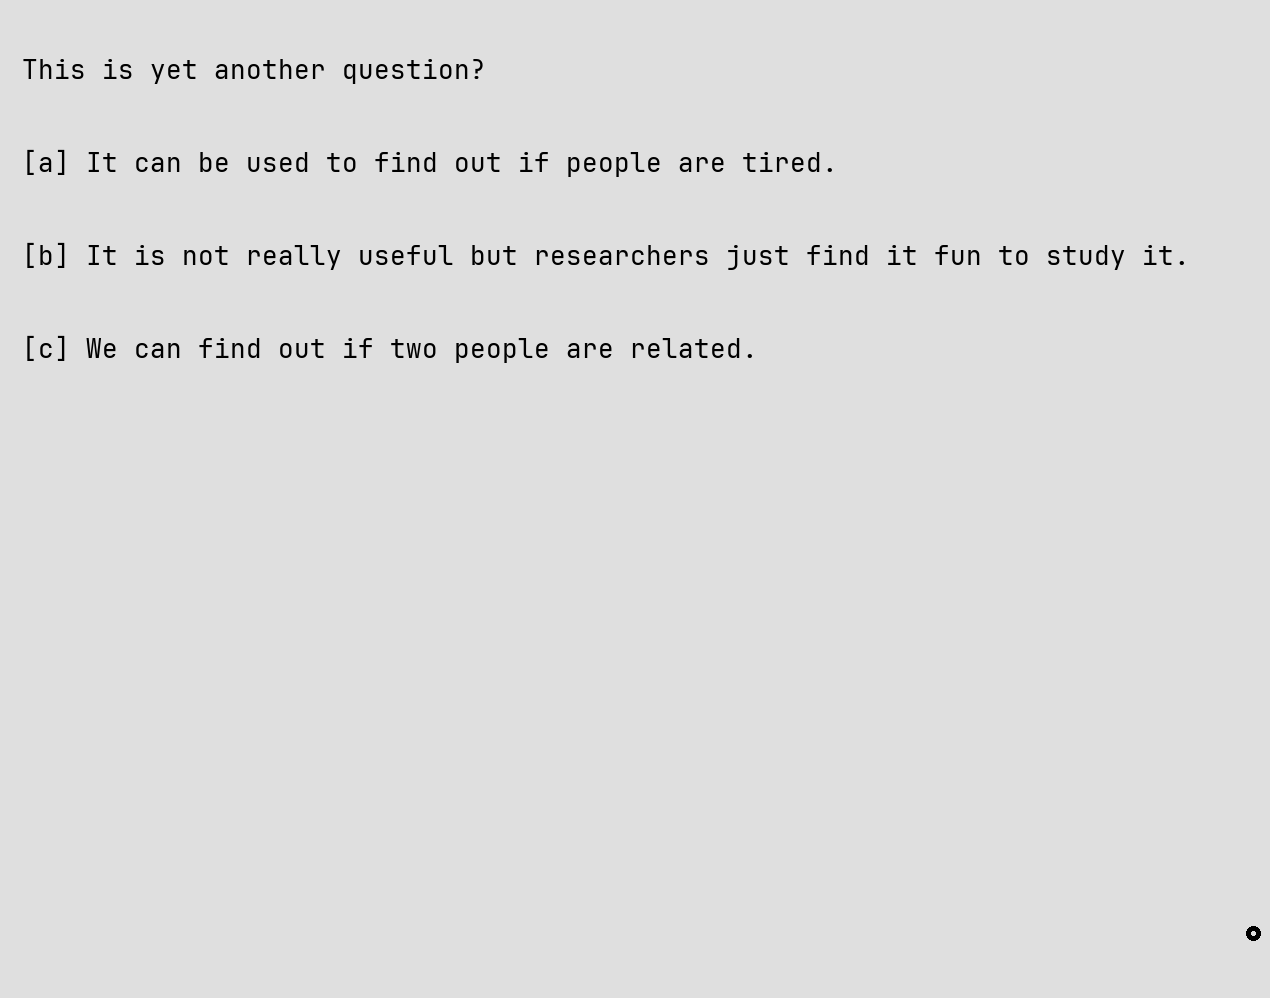 This is yet another question?
[a] It can be used to find out if people are tired.
[b] It is not really useful but researchers just find it fun to study it.
[c] We can find out if two people are related.